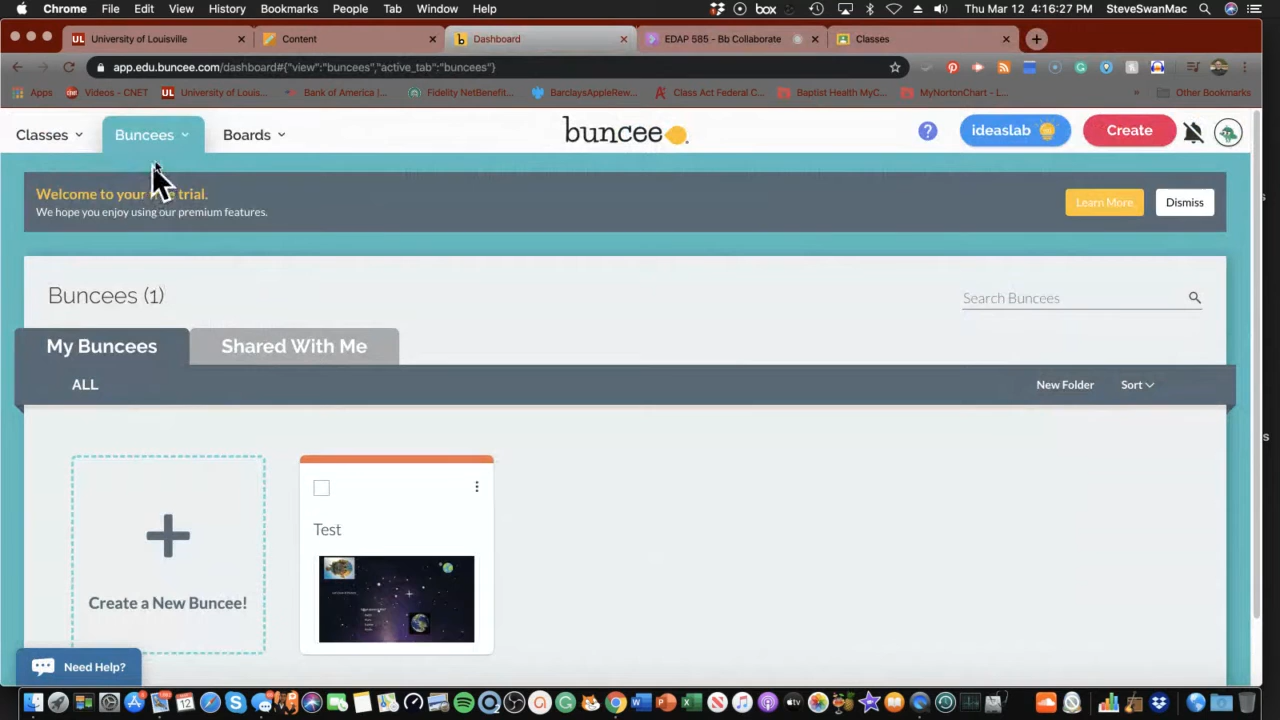 Chrome File Edit View History Bookmarks People Tab Window Help box Thu Mar 12 4:16:27 PM SteveSwanMac
UL University of Louisville Content b Dashboard EDAP 585 - Bb Collaborate Classes
app.edu.buncee.com/dashboard#{"view":"buncees","active_tab":"buncees"}
Apps Videos - CNET UL University of Louis... Bank of America |... Fidelity NetBenefit... BarclaysAppleRew... Class Act Federal C... Baptist Health MyC... MyNortonChart - L... » Other Bookmarks
Classes Buncees Boards buncee ? ideaslab Create
Welcome to your trial.
We hope you enjoy using our premium features.
Learn More Dismiss
Buncees (1) Search Buncees
My Buncees Shared With Me
ALL New Folder Sort
Test
Create a New Buncee!
Need Help?
12